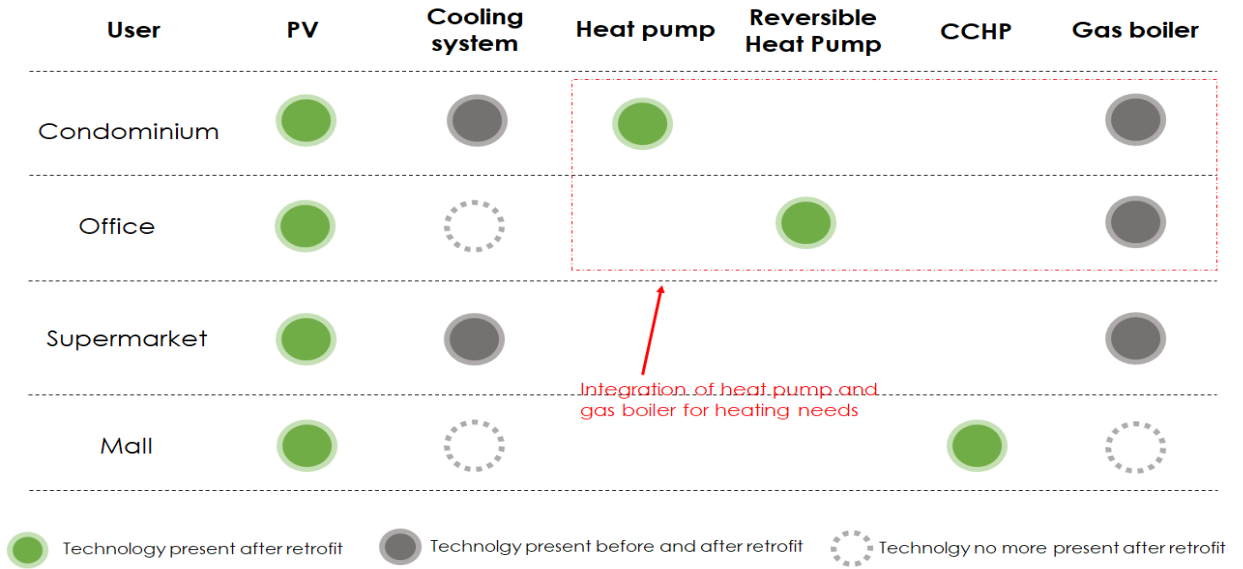 User
PV
Cooling
system
Heat pump
Reversible
Heat Pump
CCHP
Gas boiler
Condominium
Office
Supermarket
Integration of heat pump and
gas boiler for heating needs
Mall
Technology present after retrofit
Technolgy present before and after retrofit
Technolgy no more present after retrofit